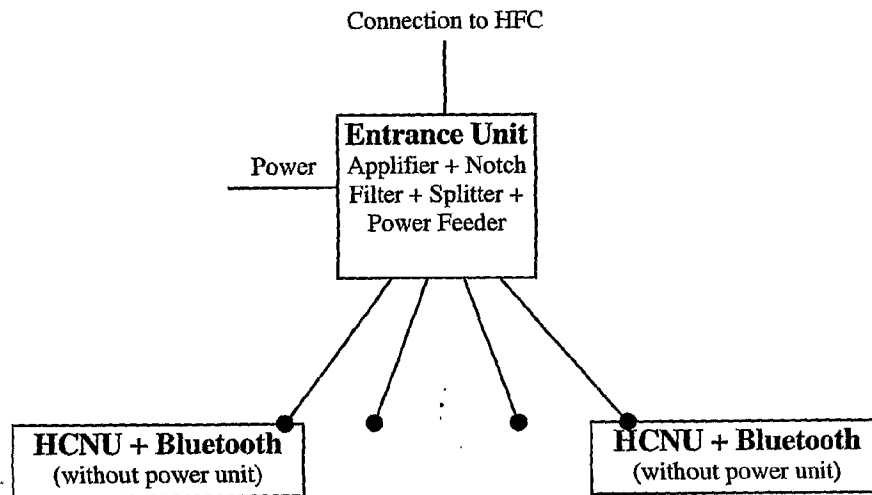 Connection to HFC
Entrance Unit
Power
Applifier + Notch
Filter + Splitter +
Power Feeder
HCNU + Bluetooth
(without power unit)
HCNU + Bluetooth
(without power unit)